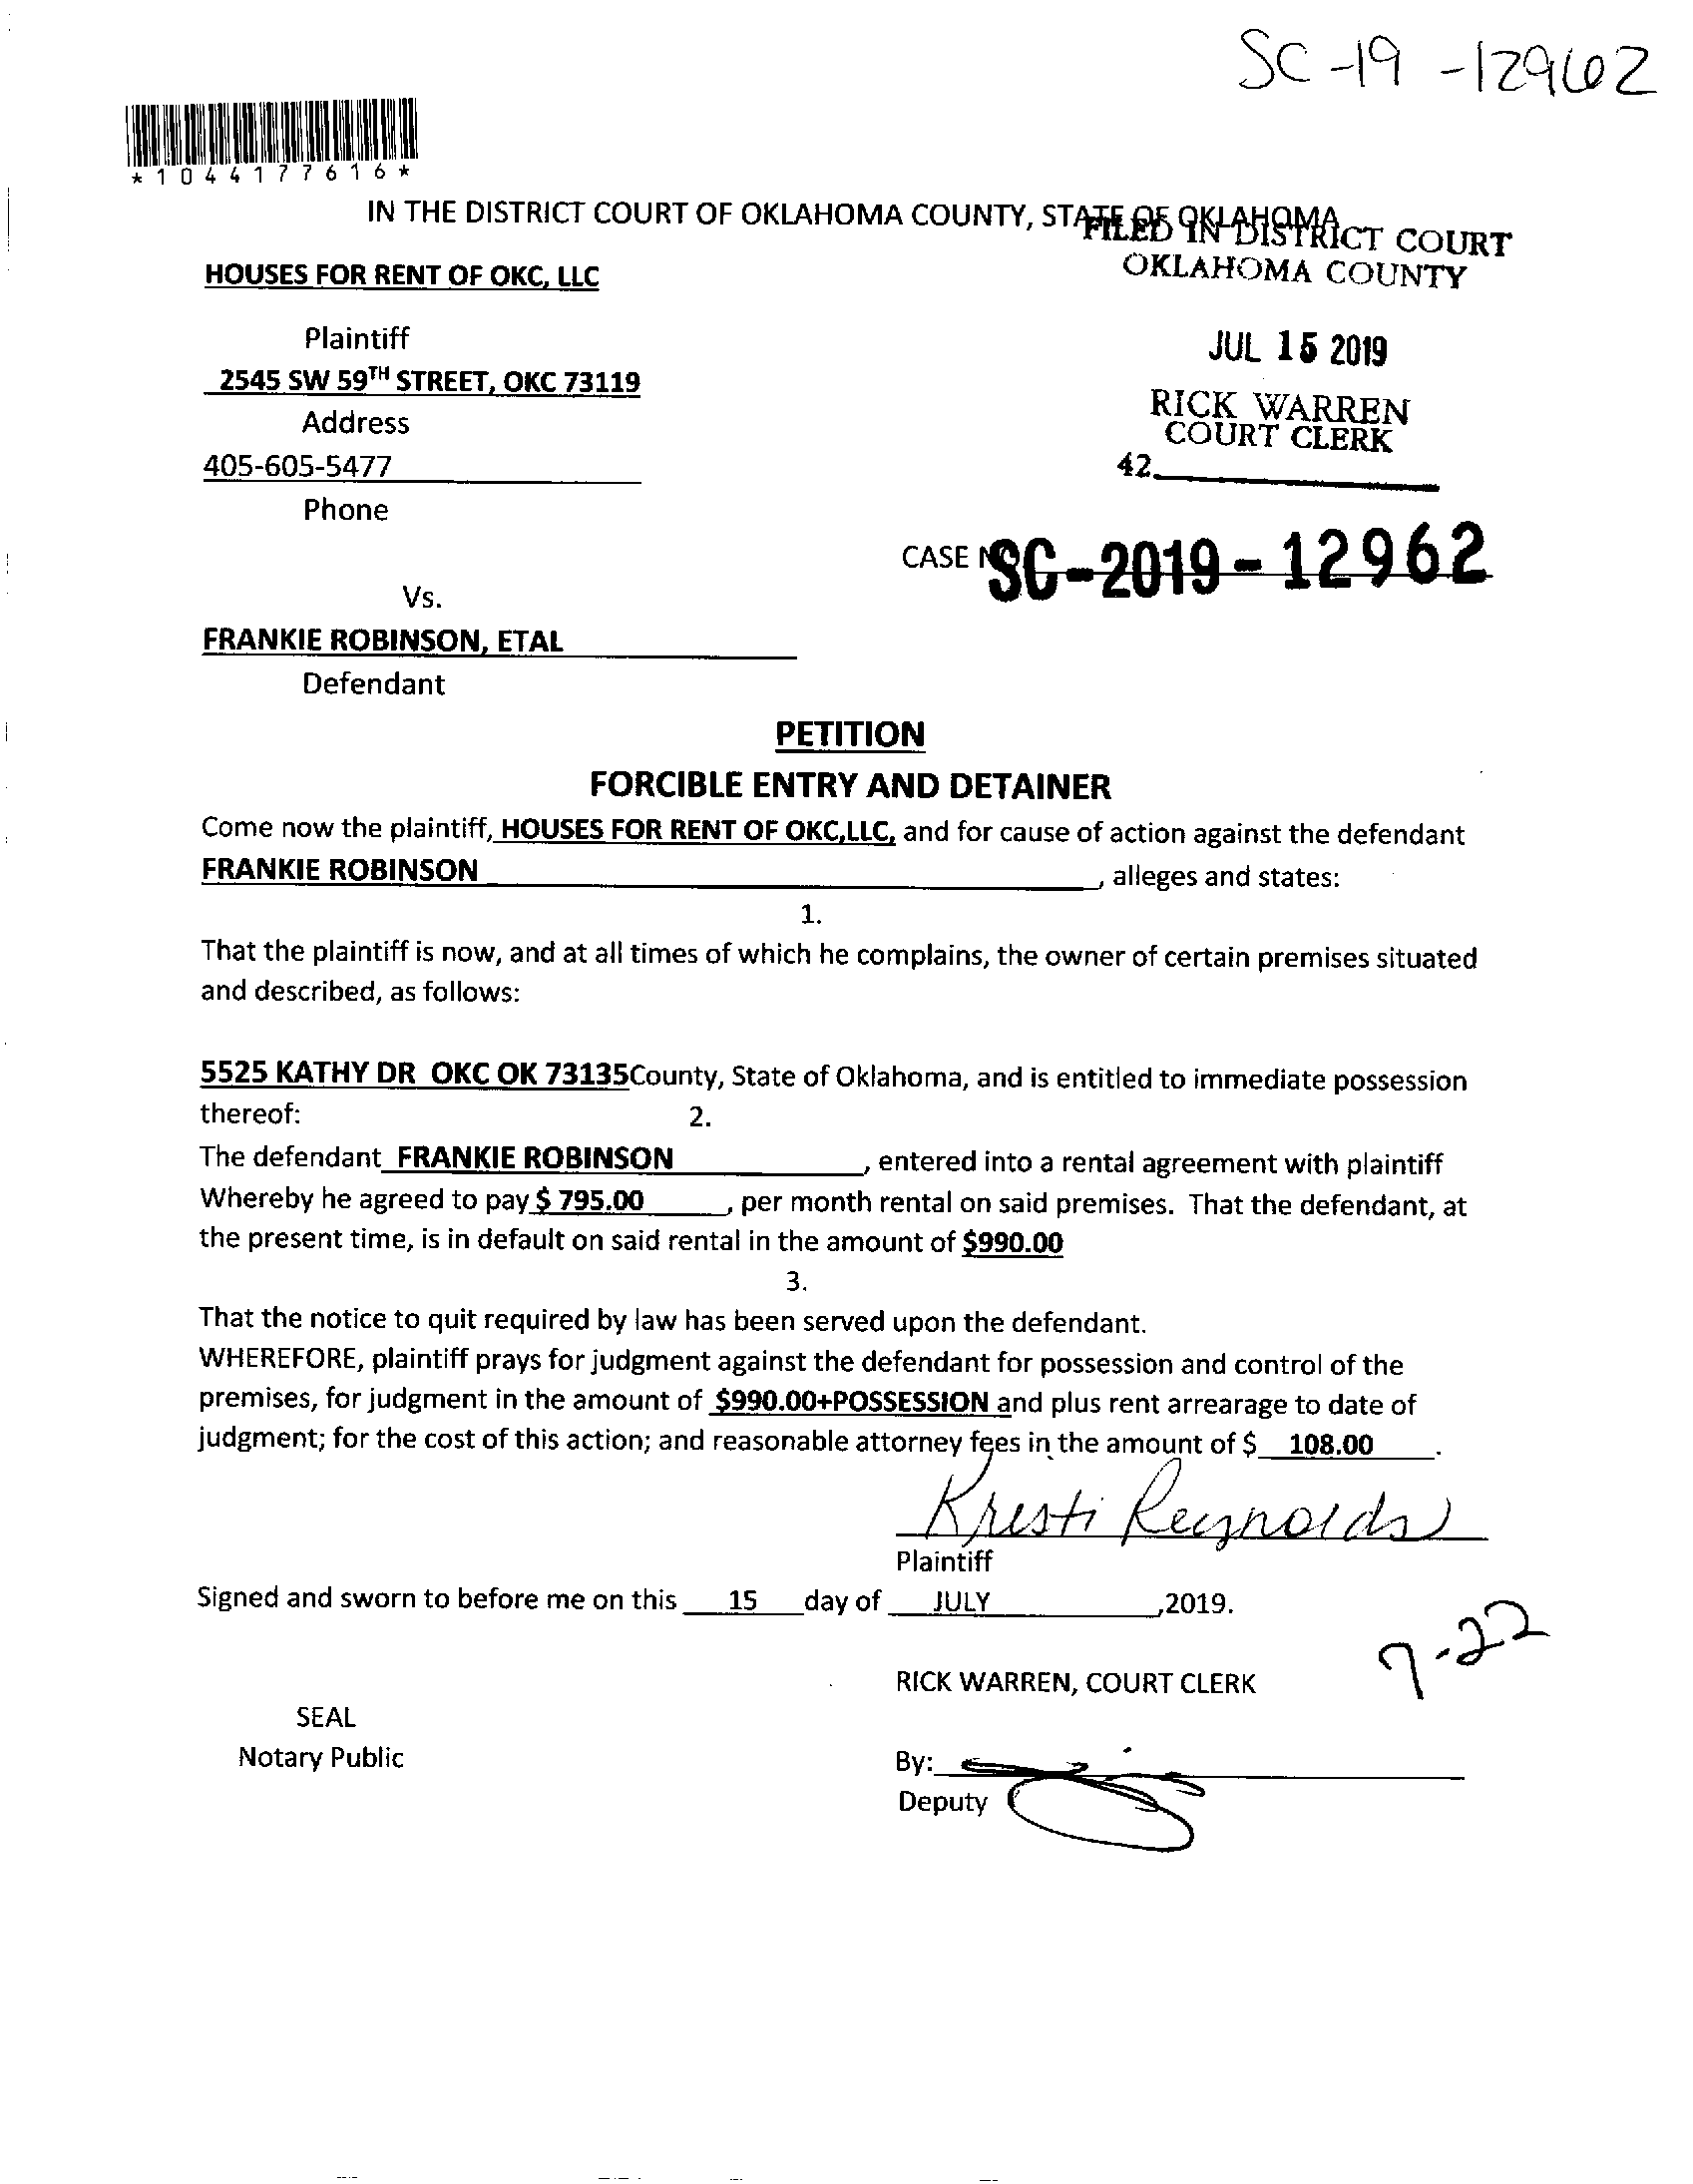 SC-19-12962
*1044177616*
IN THE DISTRICT COURT OF OKLAHOMA COUNTY, STATE OF OKLAHOMA
FILED IN DISTRICT COURT
OKLAHOMA COUNTY
HOUSES FOR RENT OF OKC, LLC
Plaintiff
JUL 15 2019
2545 SW 59TH STREET, OKC 73119
Address
RICK WARREN
COURT CLERK
405-605-5477
42
Phone
CASE NO SC-2019-12962
Vs.
FRANKIE ROBINSON, ETAL
Defendant
PETITION
FORCIBLE ENTRY AND DETAINER
Come now the plaintiff, HOUSES FOR RENT OF OKC,LLC, and for cause of action against the defendant
FRANKIE ROBINSON, alleges and states:
1.
That the plaintiff is now, and at all times of which he complains, the owner of certain premises situated
and described, as follows:
5525 KATHY DR OKC OK 73135County, State of Oklahoma, and is entitled to immediate possession
thereof: 2.
The defendant FRANKIE ROBINSON, entered into a rental agreement with plaintiff
Whereby he agreed to pay $ 795.00, per month rental on said premises. That the defendant, at
the present time, is in default on said rental in the amount of $990.00
3.
That the notice to quit required by law has been served upon the defendant.
WHEREFORE, plaintiff prays for judgment against the defendant for possession and control of the
premises, for judgment in the amount of $990.00+POSSESSION and plus rent arrearage to date of
judgment; for the cost of this action; and reasonable attorney fees in the amount of $ 108.00.
Kresti Reynolds
Plaintiff
Signed and sworn to before me on this 15 day of JULY,2019.
7-22
RICK WARREN, COURT CLERK
SEAL
Notary Public
By:
Deputy